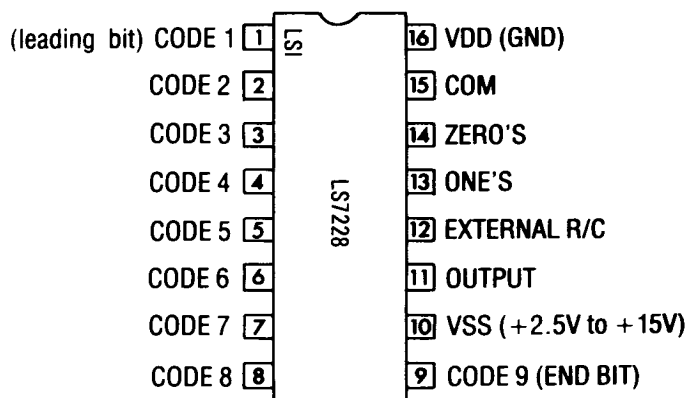 (leading bit) CODE 1 1 LSI 16 VDD (GND)
CODE 2 2 15 COM
CODE 3 3 14 ZERO'S
CODE 4 4 13 ONE'S
LS7228
CODE 5 5 12 EXTERNAL R/C
CODE 6 6 11 OUTPUT
CODE 7 7 10 VSS (+2.5V to +15V)
CODE 8 8 9 CODE 9 (END BIT)